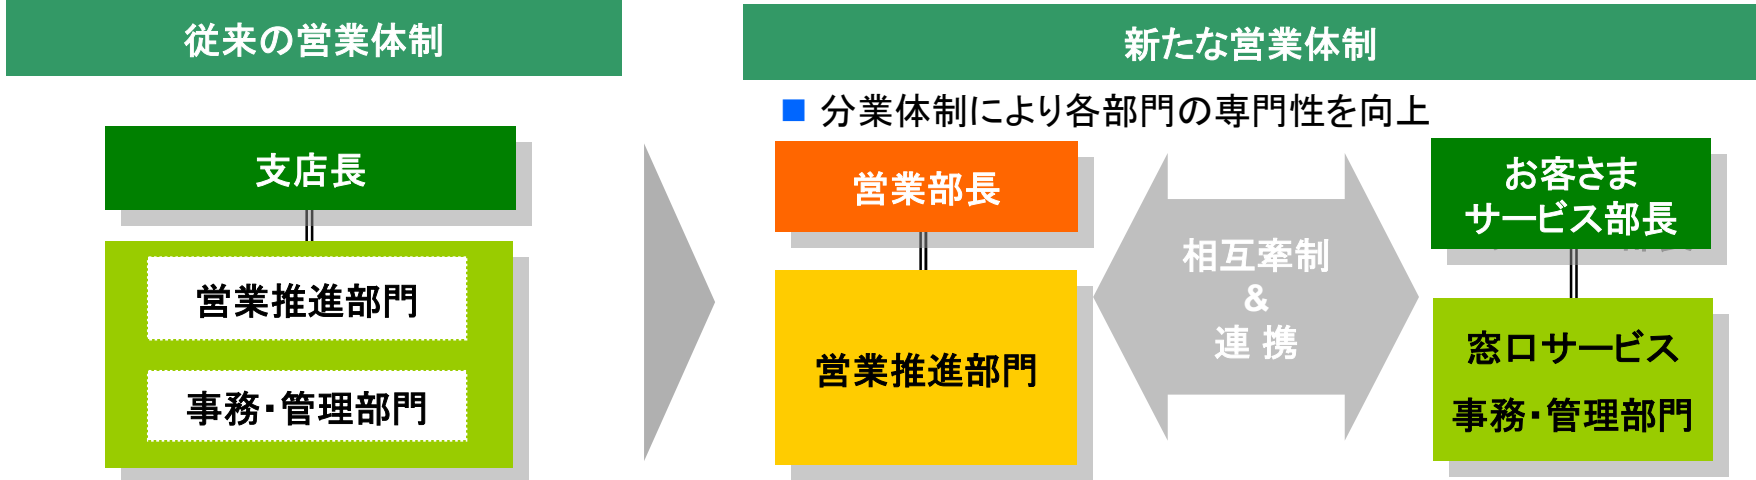 従来の営業体制
支店長
営業推進部門
事務・管理部門
新たな営業体制
■ 分業体制により各部門の専門性を向上
営業部長
営業推進部門
相互牽制
&
連 携
お客さま
サービス部長
窓口サービス
事務・管理部門